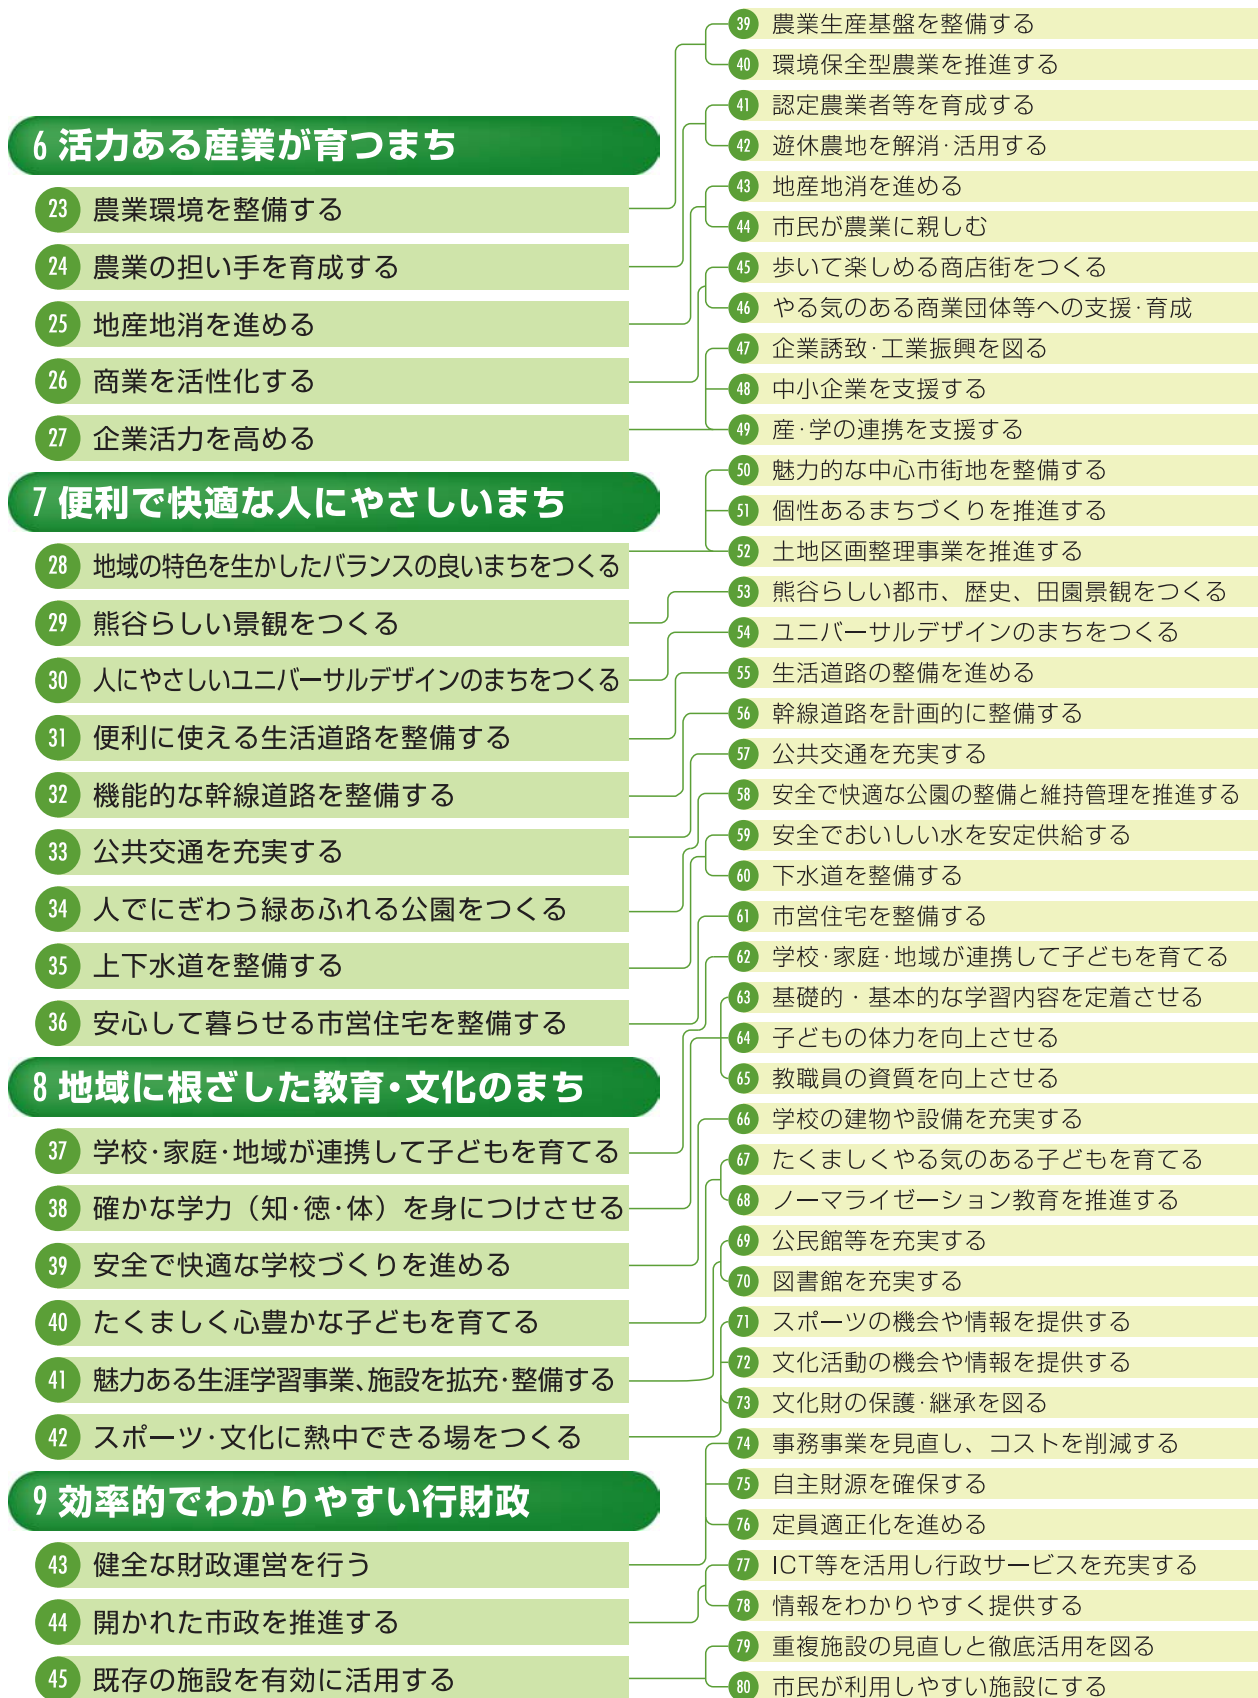 6 活力ある産業が育つまち
23 農業環境を整備する
24 農業の担い手を育成する
25 地産地消を進める
26 商業を活性化する
27 企業活力を高める
7 便利で快適な人にやさしいまち
28 地域の特色を生かしたバランスの良いまちをつくる
29 熊谷らしい景観をつくる
30 人にやさしいユニバーサルデザインのまちをつくる
31 便利に使える生活道路を整備する
32 機能的な幹線道路を整備する
33 公共交通を充実する
34 人でにぎわう緑あふれる公園をつくる
35 上下水道を整備する
36 安心して暮らせる市営住宅を整備する
8 地域に根ざした教育・文化のまち
37 学校・家庭・地域が連携して子どもを育てる
38 確かな学力（知・徳・体）を身につけさせる
39 安全で快適な学校づくりを進める
40 たくましく心豊かな子どもを育てる
41 魅力ある生涯学習事業、施設を拡充・整備する
42 スポーツ・文化に熱中できる場をつくる
9 効率的でわかりやすい行財政
43 健全な財政運営を行う
44 開かれた市政を推進する
45 既存の施設を有効に活用する
39 農業生産基盤を整備する
40 環境保全型農業を推進する
41 認定農業者等を育成する
42 遊休農地を解消・活用する
43 地産地消を進める
44 市民が農業に親しむ
45 歩いて楽しめる商店街をつくる
46 やる気のある商業団体等への支援・育成
47 企業誘致・工業振興を図る
48 中小企業を支援する
49 産・学の連携を支援する
50 魅力的な中心市街地を整備する
51 個性あるまちづくりを推進する
52 土地区画整理事業を推進する
53 熊谷らしい都市、歴史、田園景観をつくる
54 ユニバーサルデザインのまちをつくる
55 生活道路の整備を進める
56 幹線道路を計画的に整備する
57 公共交通を充実する
58 安全で快適な公園の整備と維持管理を推進する
59 安全でおいしい水を安定供給する
60 下水道を整備する
61 市営住宅を整備する
62 学校・家庭・地域が連携して子どもを育てる
63 基礎的・基本的な学習内容を定着させる
64 子どもの体力を向上させる
65 教職員の資質を向上させる
66 学校の建物や設備を充実する
67 たくましくやる気のある子どもを育てる
68 ノーマライゼーション教育を推進する
69 公民館等を充実する
70 図書館を充実する
71 スポーツの機会や情報を提供する
72 文化活動の機会や情報を提供する
73 文化財の保護・継承を図る
74 事務事業を見直し、コストを削減する
75 自主財源を確保する
76 定員適正化を進める
77 ICT等を活用し行政サービスを充実する
78 情報をわかりやすく提供する
79 重複施設の見直しと徹底活用を図る
80 市民が利用しやすい施設にする